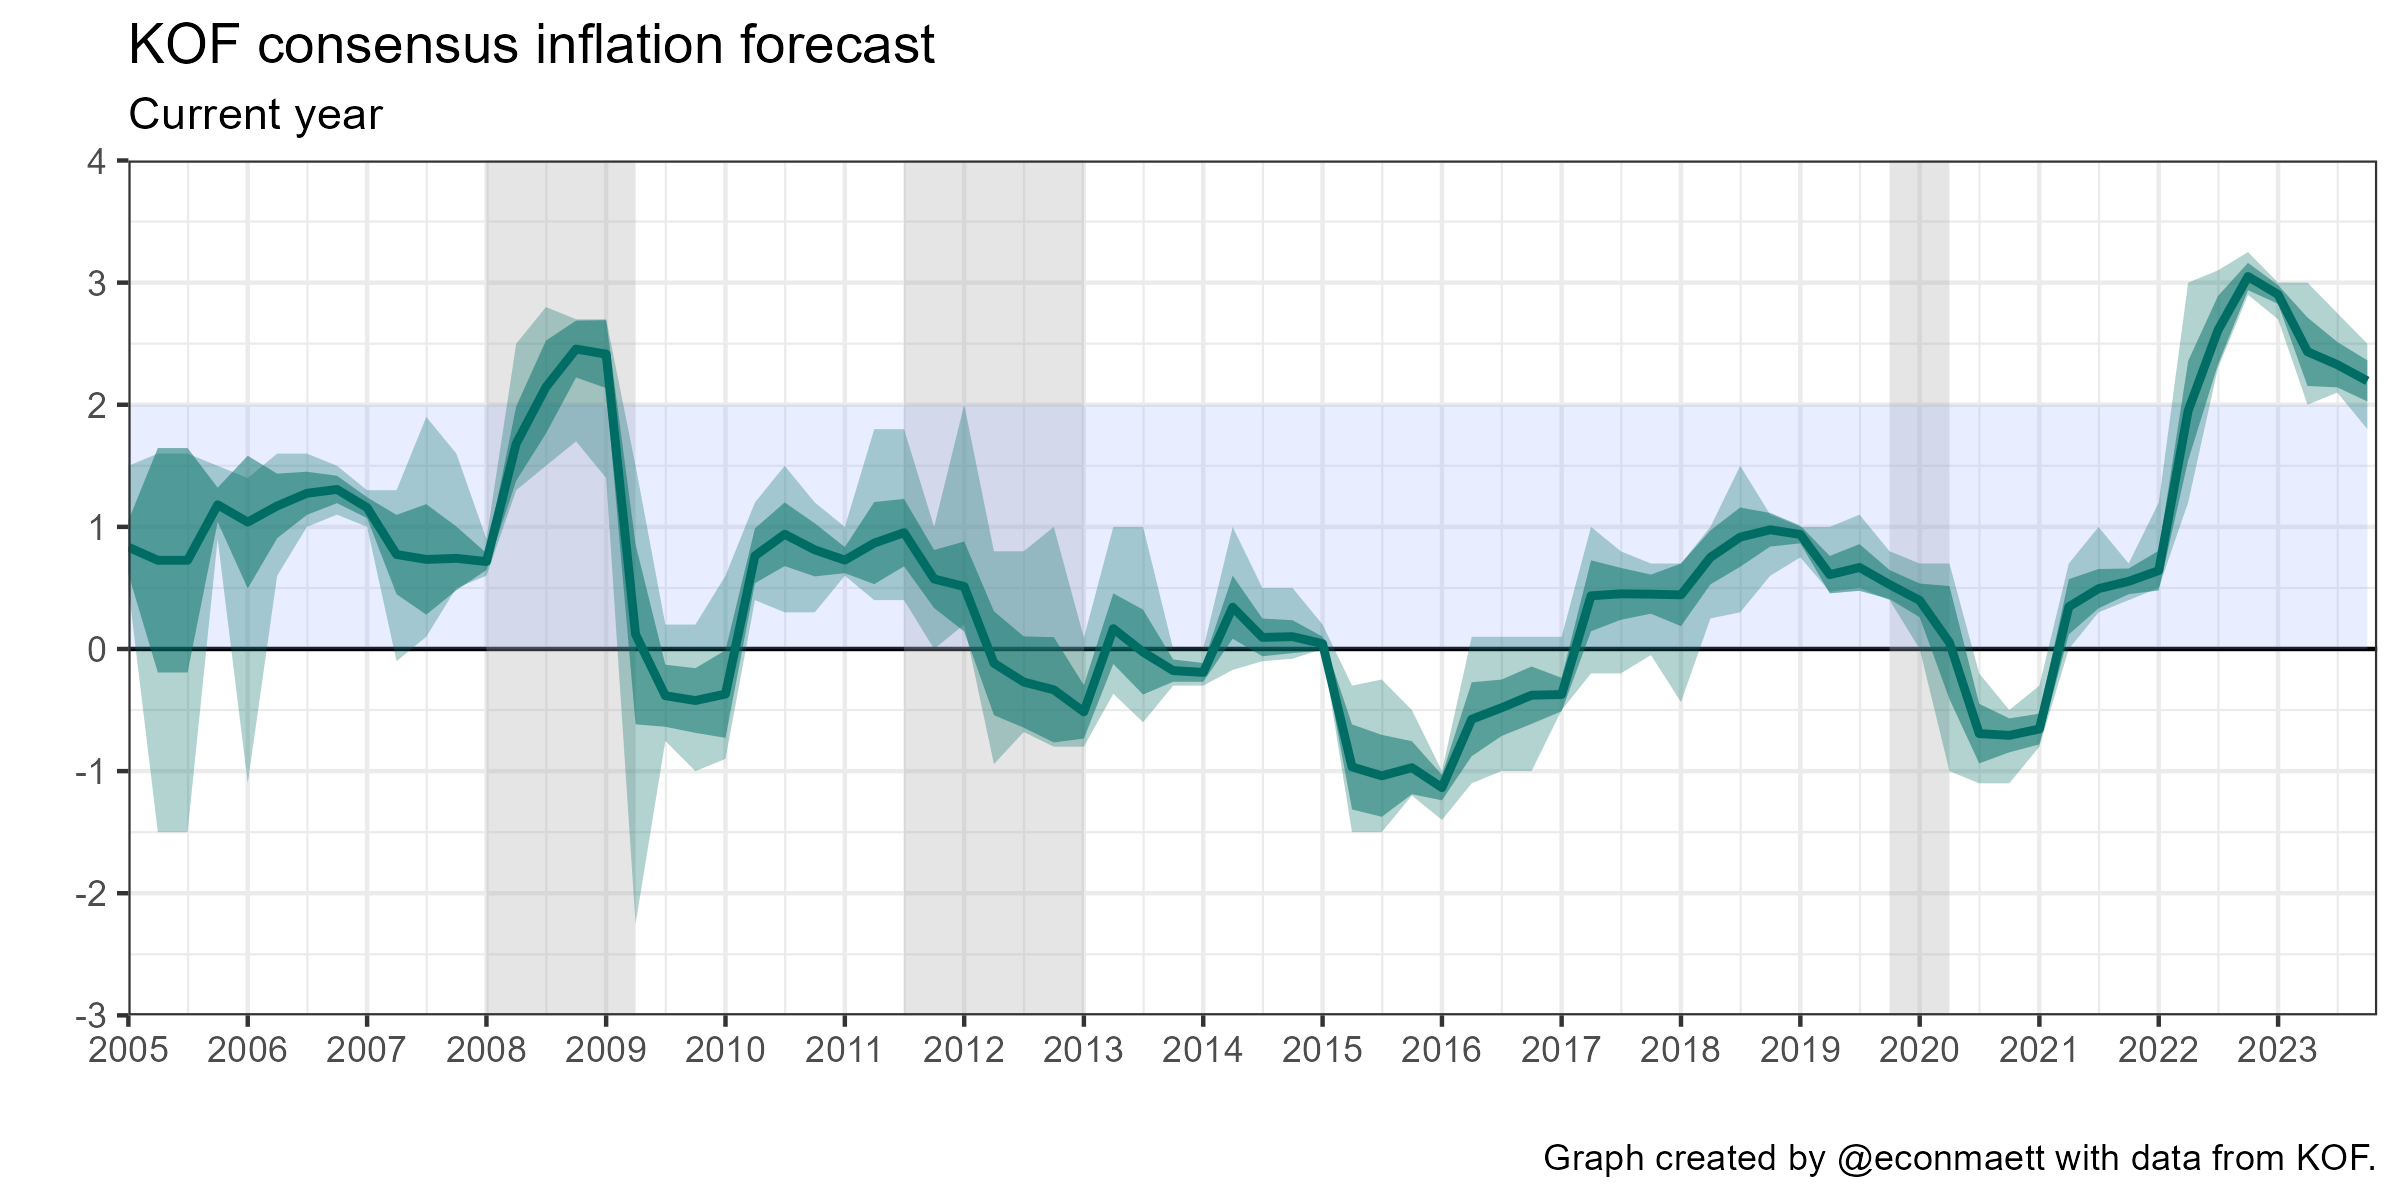 KOF consensus inflation forecast
Current year
4
3
2
1
0
-1
-2
-3
2005 2006 2007 2008 2009 2010 2011 2012 2013 2014 2015 2016 2017 2018 2019 2020 2021 2022 2023
Graph created by @econmaett with data from KOF.